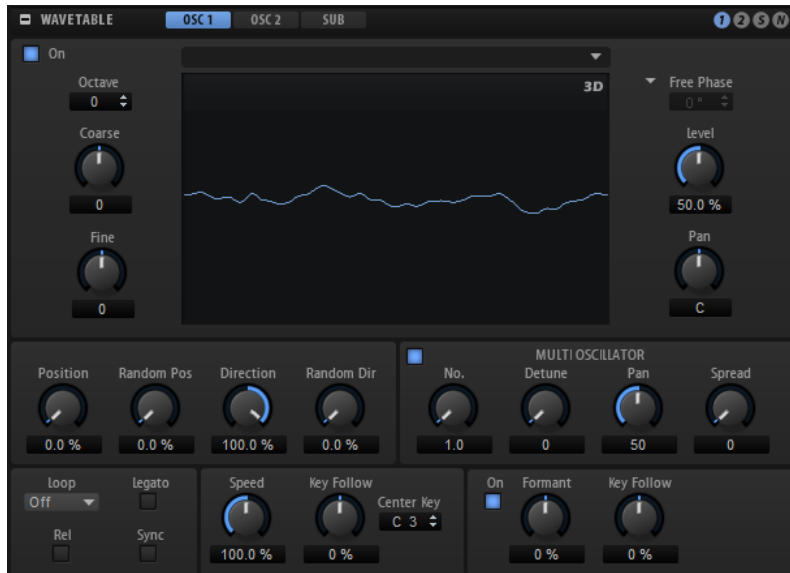 WAVETABLE OSC 1 OSC 2 SUB 1 2 S N
On
3D
Octave
0
Free Phase
0 °
Coarse
0
Level
50.0 %
Fine
0
Pan
C
MULTI OSCILLATOR
Position Random Pos Direction Random Dir No. Detune Pan Spread
0.0 % 0.0 % 100.0 % 0.0 % 1.0 0 50 0
Loop Legato
Off
Rel Sync
Speed Key Follow
Center Key
C 3
100.0 % 0 %
On Formant Key Follow
0 % 0 %